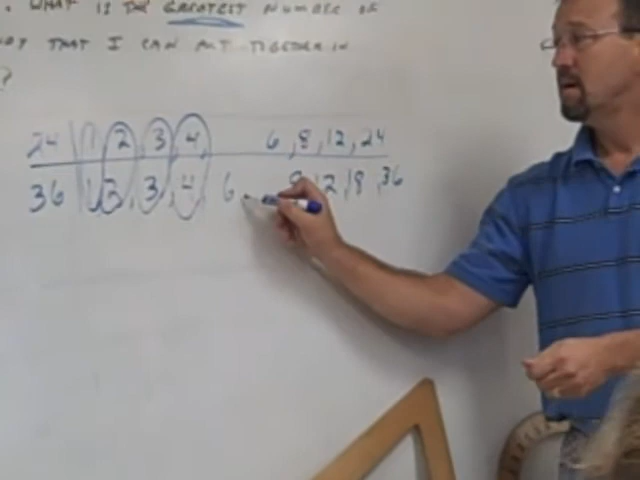 . WHAT IS THE GREATEST NUMBER OF
THAT I CAN PUT TOGETHER IN
?
24 | 1, 2, 3, 4, 6, 8, 12, 24
36 | 1, 2, 3, 4, 6, 9, 12, 18, 36